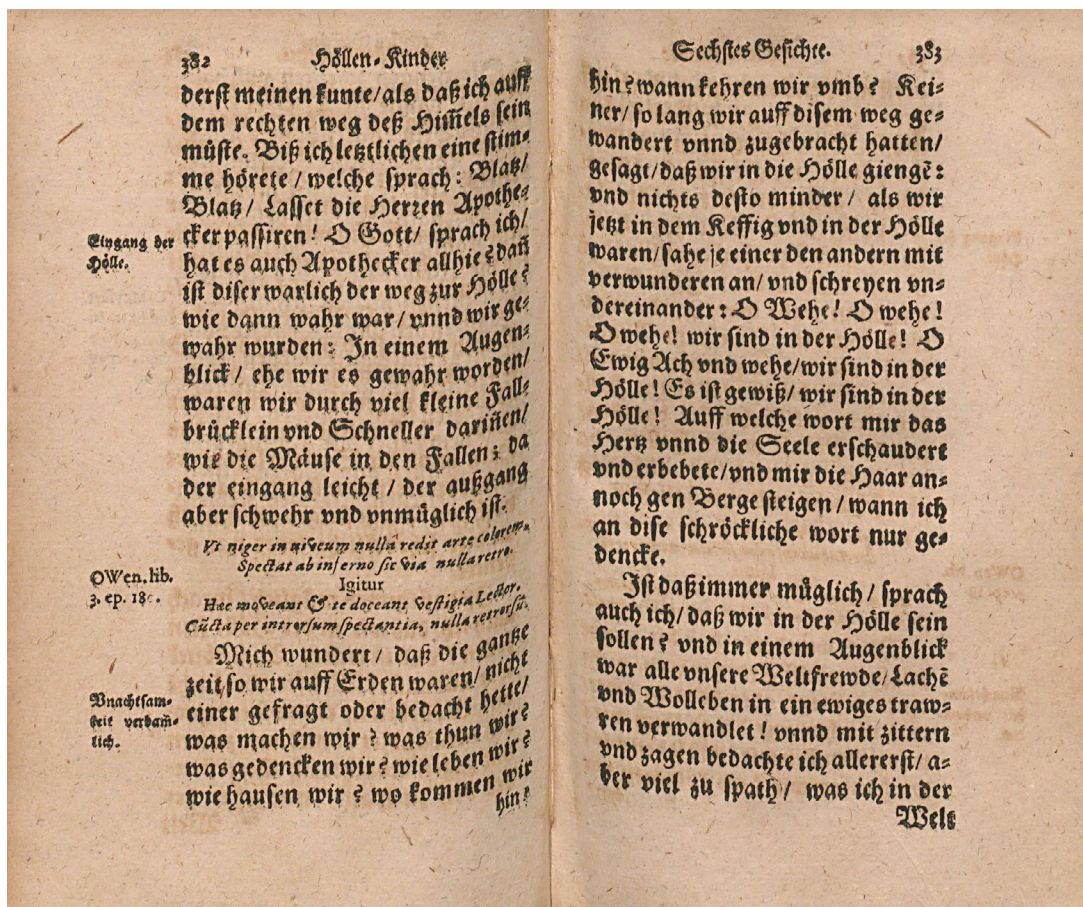 382 Höllen-Kinder
derst meinen kunte/als daß ich auff
dem rechten weg deß Him̃els sein
müste. Biß ich letztlichen eine stim-
me hörete / welche sprach: Blatz/
Blatz/ Lasset die Herren Apothe-
cker passiren! O Gott/ sprach ich/
Eingang der
Hölle.
hat es auch Apothecker allhie? dañ
ist diser warlich der weg zur Hölle?
wie dann wahr war/ vnnd wir ge-
wahr wurden: In einem Augen-
blick/ ehe wir es gewahr worden/
waren wir durch viel kleine Fall-
brücklein vnd Schneller dariñen/
wie die Mäuse in den Fallen; da
der eingang leicht / der außgang
aber schwehr vnd vnmüglich ist.
Vt niger in niveum nullâ redit arte colorem,
Spectat ab inferno sic via nulla retro.
OWen. lib.
3. ep.
Igitur
Hæc moveant & te doceant vestigia Lector,
Cũcta per introrsum spectantia, nulla retrorsũ.
Mich wundert/ daß die gantze
zeit so wir auff Erden waren/ nicht
Vnachtsam-
keit verdam̃-
lich.
einer gefragt oder bedacht hette/
was machen wir? was thun wir?
was gedencken wir? wie leben wir?
wie hausen wir? wo kommen wir
hin?
Sechstes Gesichte. 383
hin? wann kehren wir vmb? Kei-
ner/ so lang wir auff disem weg ge-
wandert vnnd zugebracht hatten/
gesagt/ daß wir in die Hölle giengẽ:
vnd nichts desto minder/ als wir
jetzt in dem Keffig vnd in der Hölle
waren/ sahe je einer den andern mit
verwunderen an/ vnd schreyen vn-
dereinander: O Wehe! O wehe!
O wehe! wir sind in der Hölle! O
Ewig Ach vnd wehe/ wir sind in der
Hölle! Es ist gewiß/ wir sind in der
Hölle! Auff welche wort mir das
Hertz vnnd die Seele erschaudert
vnd erbebete/ vnd mir die Haar an-
noch gen Berge steigen/ wann ich
an dise schröckliche wort nur ge-
dencke.
Ist daß immer müglich/ sprach
auch ich/ daß wir in der Hölle sein
sollen? vnd in einem Augenblick
war alle vnsere Weltfrewde/ Lachẽ
vnd Wolleben in ein ewiges traw-
ren verwandlet! vnnd mit zittern
vnd zagen bedachte ich allererst/ a-
ber viel zu spath/ was ich in der
Welt